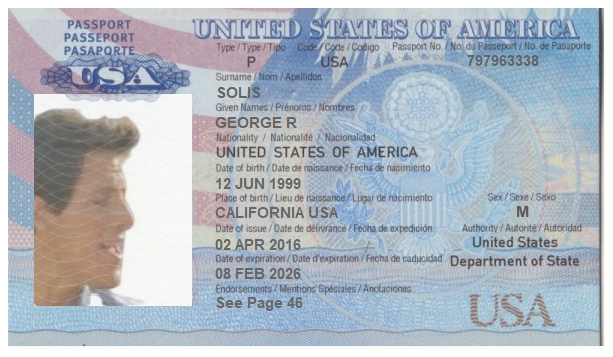 PASSPORT
PASSEPORT
PASAPORTE
USA
UNITED STATES OF AMERICA
Type / Type / Tipo Code / Code / Codigo Passport No. / No. du Passeport / No. de Pasaporte
P USA 797963338
Surname / Nom / Apellidos
SOLIS
Given Names / Prénoms / Nombres
GEORGE R
Nationality / Nationalité / Nacionalidad
UNITED STATES OF AMERICA
Date of birth / Date de naissance / Fecha de nacimiento
12 JUN 1999
Place of birth / Lieu de naissance / Lugar de nacimiento Sex / Sexe / Sexo
CALIFORNIA USA M
Date of issue / Date de délivrance / Fecha de expedición Authority / Autorité / Autoridad
02 APR 2016 United States
Date of expiration / Date d'expiration / Fecha de caducidad Department of State
08 FEB 2026
Endorsements / Mentions Spéciales / Anotaciones
See Page 46
USA